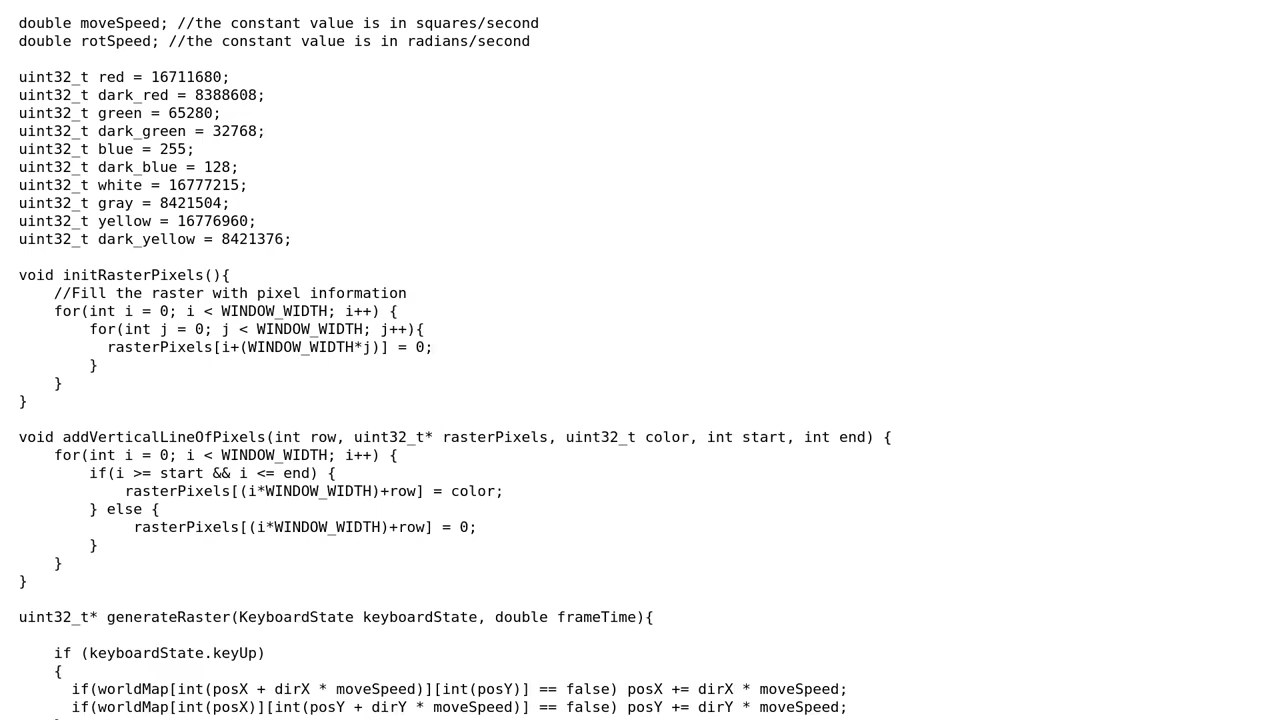 double moveSpeed; //the constant value is in squares/second
double rotSpeed; //the constant value is in radians/second

uint32_t red = 16711680;
uint32_t dark_red = 8388608;
uint32_t green = 65280;
uint32_t dark_green = 32768;
uint32_t blue = 255;
uint32_t dark_blue = 128;
uint32_t white = 16777215;
uint32_t gray = 8421504;
uint32_t yellow = 16776960;
uint32_t dark_yellow = 8421376;

void initRasterPixels(){
    //Fill the raster with pixel information
    for(int i = 0; i < WINDOW_WIDTH; i++) {
        for(int j = 0; j < WINDOW_WIDTH; j++){
          rasterPixels[i+(WINDOW_WIDTH*j)] = 0;
        }
    }
}

void addVerticalLineOfPixels(int row, uint32_t* rasterPixels, uint32_t color, int start, int end) {
    for(int i = 0; i < WINDOW_WIDTH; i++) {
        if(i >= start && i <= end) {
            rasterPixels[(i*WINDOW_WIDTH)+row] = color;
        } else {
             rasterPixels[(i*WINDOW_WIDTH)+row] = 0;
        }
    }
}

uint32_t* generateRaster(KeyboardState keyboardState, double frameTime){

    if (keyboardState.keyUp)
    {
      if(worldMap[int(posX + dirX * moveSpeed)][int(posY)] == false) posX += dirX * moveSpeed;
      if(worldMap[int(posX)][int(posY + dirY * moveSpeed)] == false) posY += dirY * moveSpeed;